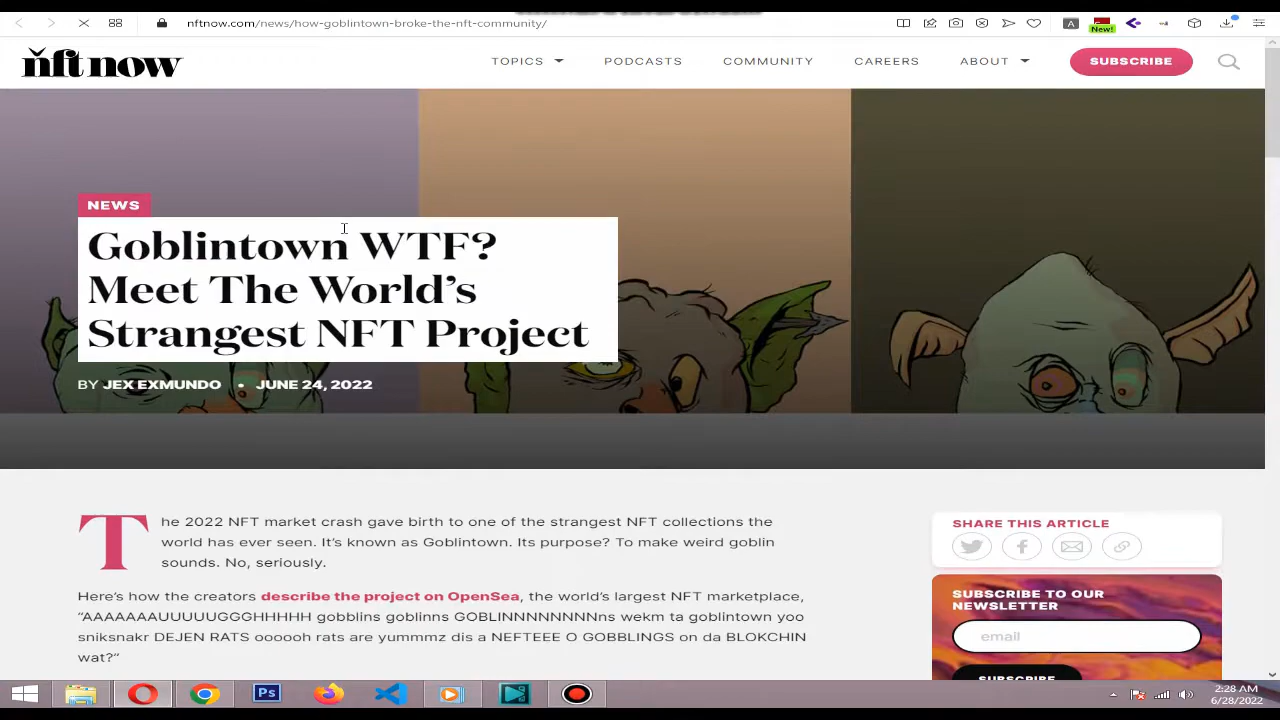 nftnow.com/news/how-goblintown-broke-the-nft-community/
A
New!
ňft now
TOPICS
PODCASTS
COMMUNITY
CAREERS
ABOUT
SUBSCRIBE
NEWS
Goblintown WTF?
Meet The World's
Strangest NFT Project
BY JEX EXMUNDO • JUNE 24, 2022
The 2022 NFT market crash gave birth to one of the strangest NFT collections the
world has ever seen. It's known as Goblintown. Its purpose? To make weird goblin
sounds. No, seriously.
Here's how the creators describe the project on OpenSea, the world's largest NFT marketplace,
“AAAAAAAUUUUUGGGHHHHH gobblins goblinns GOBLINNNNNNNNns wekm ta goblintown yoo
sniksnakr DEJEN RATS oooooh rats are yummmz dis a NEFTEEE O GOBBLINGS on da BLOKCHIN
wat?”
SHARE THIS ARTICLE
SUBSCRIBE TO OUR
NEWSLETTER
email
SUBSCRIBE
Ps
2:28 AM
6/28/2022